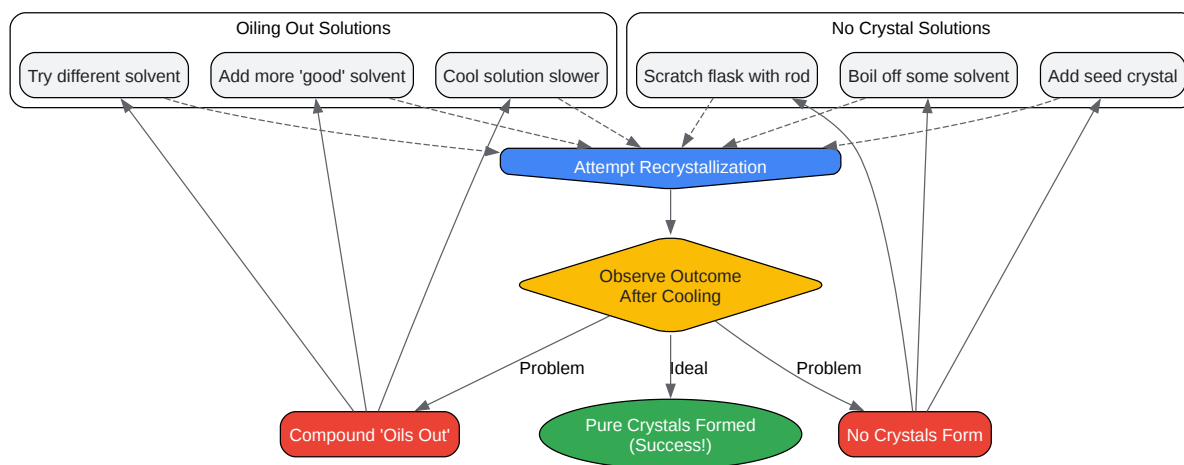 Oiling Out Solutions
No Crystal Solutions
Try different solvent
Add more 'good' solvent
Cool solution slower
Scratch flask with rod
Boil off some solvent
Add seed crystal
Attempt Recrystallization
Observe Outcome
After Cooling
Problem
Ideal
Problem
Compound 'Oils Out'
Pure Crystals Formed
(Success!)
No Crystals Form